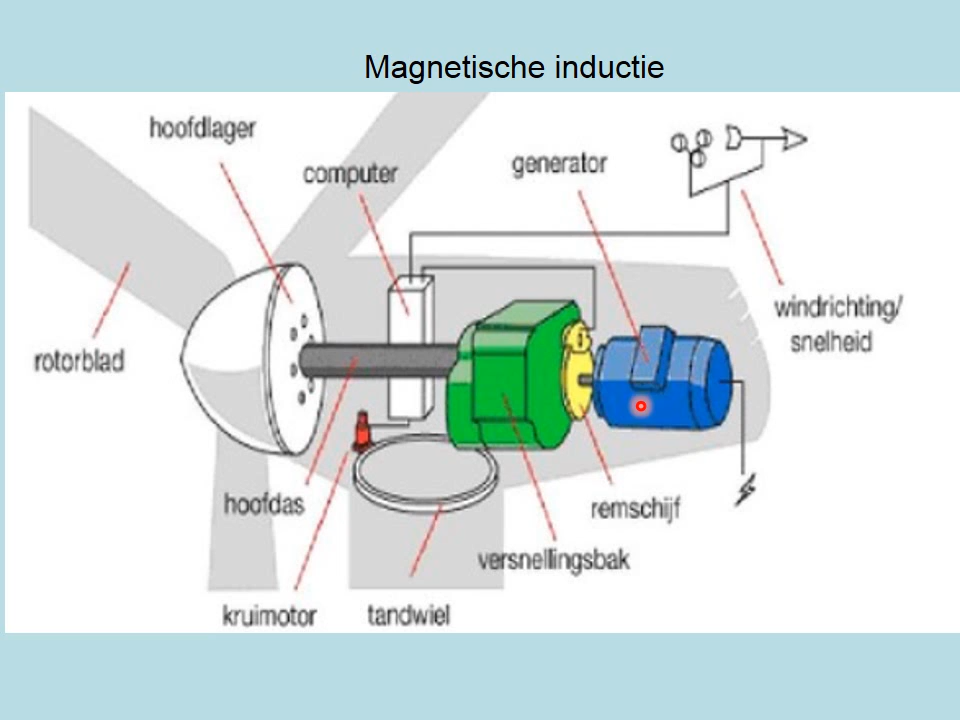 Magnetische inductie
hoofdlager
computer
generator
windrichting/
snelheid
rotorblad
hoofdas
remschijf
versnellingsbak
kruimotor
tandwiel